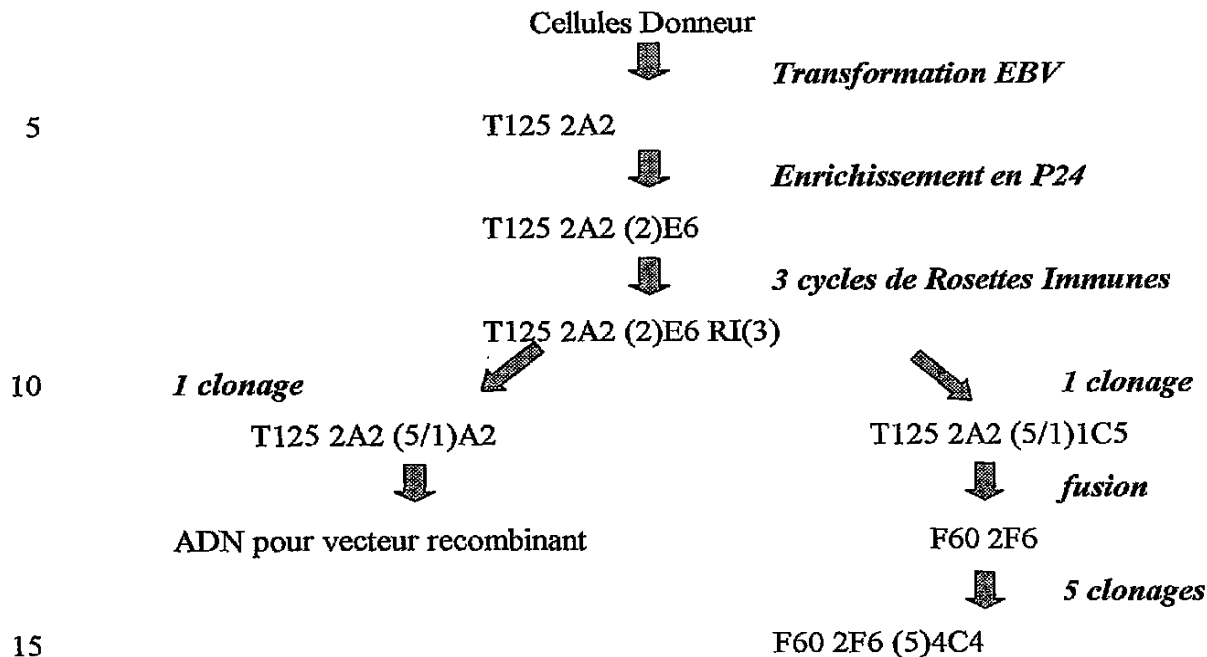 Cellules Donneur
Transformation EBV
5 T125 2A2
Enrichissement en P24
T125 2A2 (2)E6
3 cycles de Rosettes Immunes
T125 2A2 (2)E6 RI(3)
10 1 clonage 1 clonage
T125 2A2 (5/1)A2 T125 2A2 (5/1)1C5
fusion
ADN pour vecteur recombinant F60 2F6
5 clonages
15 F60 2F6 (5)4C4